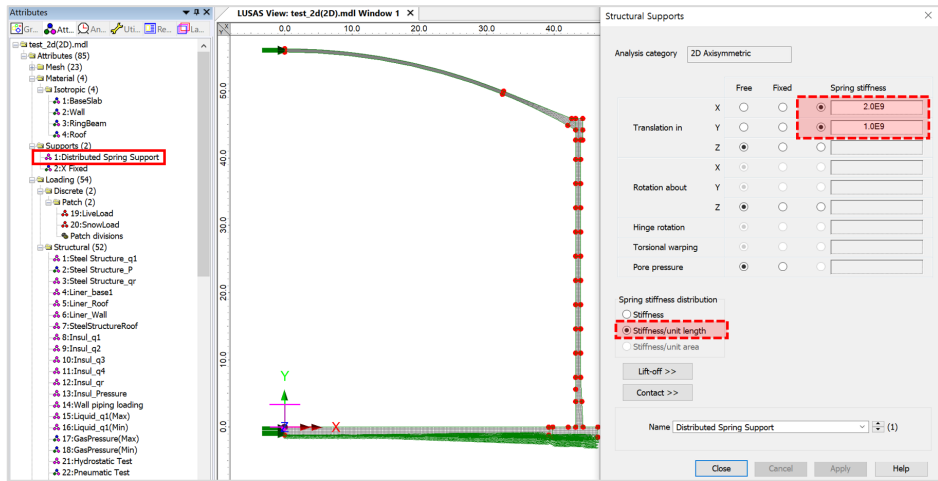 Attributes
Gr... Att... An... Uti... Re... La...
test_2d(2D).mdl
Attributes (85)
Mesh (23)
Material (4)
Isotropic (4)
1:BaseSlab
2:Wall
3:RingBeam
4:Roof
Supports (2)
1:Distributed Spring Support
2:X Fixed
Loading (54)
Discrete (2)
Patch (2)
19:LiveLoad
20:SnowLoad
Patch divisions
Structural (52)
1:Steel Structure_q1
2:Steel Structure_P
3:Steel Structure_qr
4:Liner_base1
5:Liner_Roof
6:Liner_Wall
7:SteelStructureRoof
8:Insul_q1
9:Insul_q2
10:Insul_q3
11:Insul_q4
12:Insul_qr
13:Insul_Pressure
14:Wall piping loading
15:Liquid_q1(Max)
16:Liquid_q1(Min)
17:GasPressure(Max)
18:GasPressure(Min)
21:Hydrostatic Test
22:Pneumatic Test
LUSAS View: test_2d(2D).mdl Window 1
X
Y
0.0 10.0 20.0 30.0 40.0
50.0
40.0
30.0
20.0
10.0
0.0
Y
Z
X
Structural Supports
Analysis category 2D Axisymmetric
Free Fixed Spring stiffness
X 2.0E9
Translation in Y 1.0E9
Z
X
Rotation about Y
Z
Hinge rotation
Torsional warping
Pore pressure
Spring stiffness distribution
Stiffness
Stiffness/unit length
Stiffness/unit area
Lift-off >>
Contact >>
Name Distributed Spring Support (1)
Close Cancel Apply Help